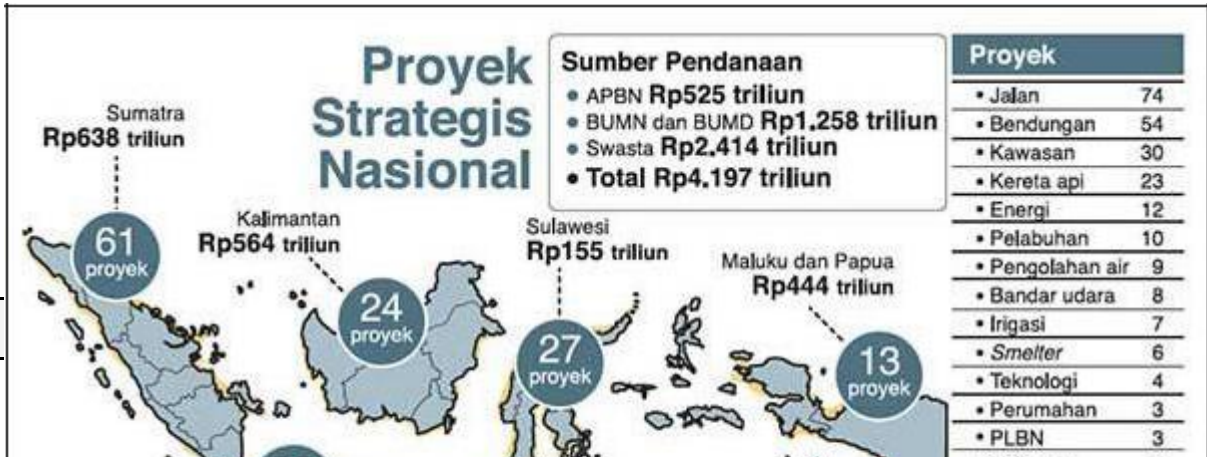 Proyek
Strategis
Nasional
Sumber Pendanaan
• APBN Rp525 triliun
• BUMN dan BUMD Rp1.258 triliun
• Swasta Rp2.414 triliun
• Total Rp4.197 triliun
Sumatra
Rp638 triliun
61
proyek
Kalimantan
Rp564 triliun
24
proyek
Sulawesi
Rp155 triliun
27
proyek
Maluku dan Papua
Rp444 triliun
13
proyek
Proyek
• Jalan 74
• Bendungan 54
• Kawasan 30
• Kereta api 23
• Energi 12
• Pelabuhan 10
• Pengolahan air 9
• Bandar udara 8
• Irigasi 7
• Smelter 6
• Teknologi 4
• Perumahan 3
• PLBN 3